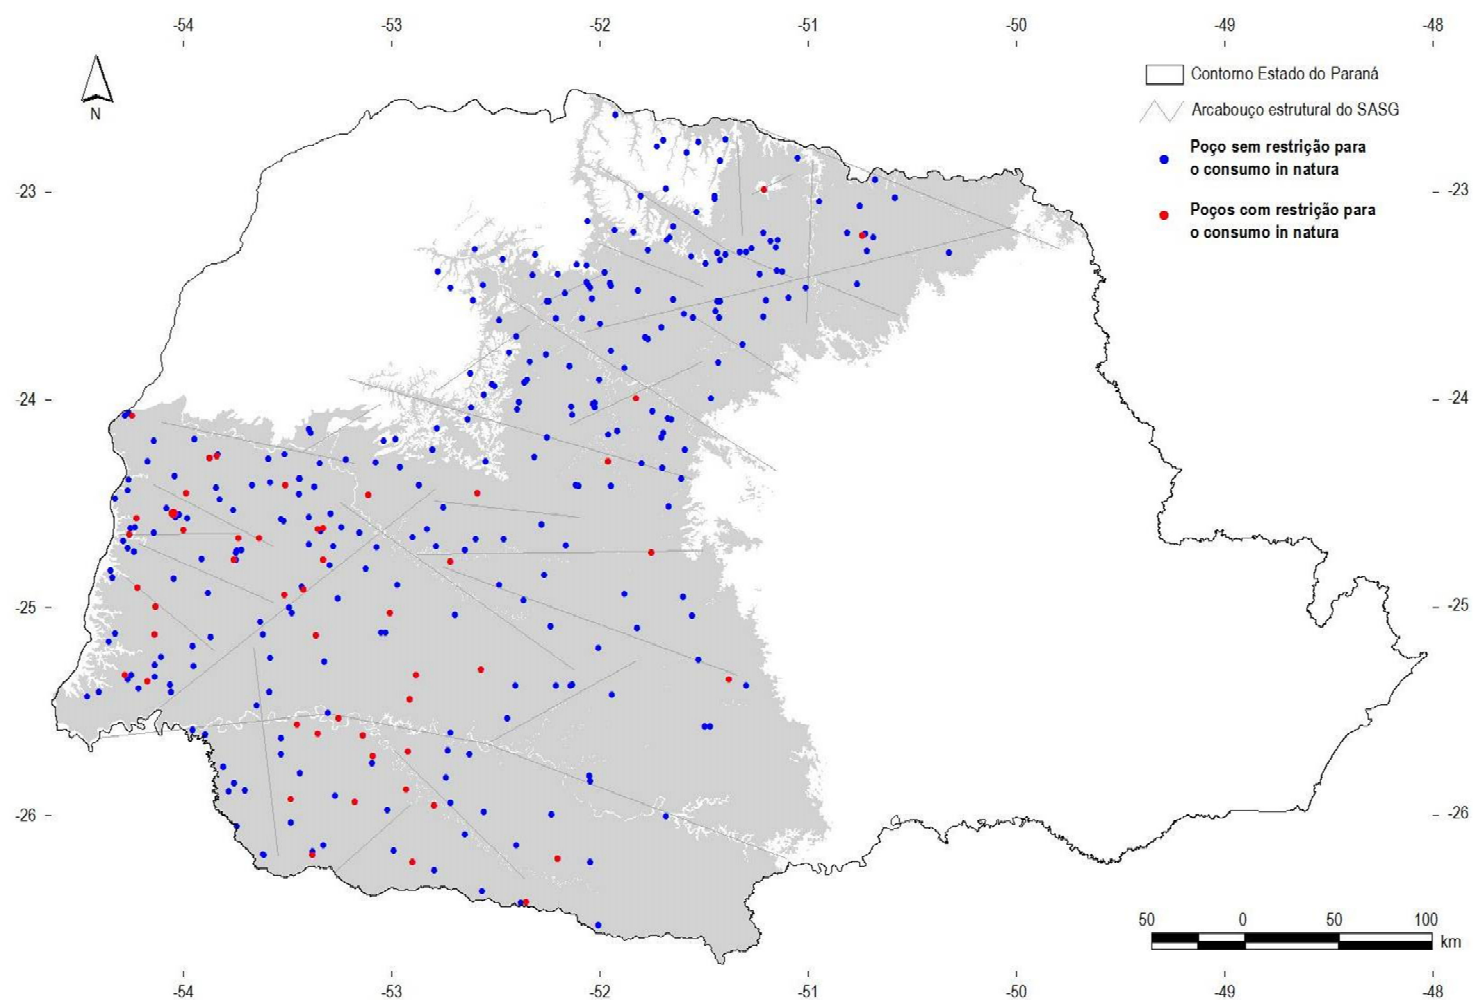 -54 -53 -52 -51 -50 -49 -48
N
Contorno Estado do Paraná
Arcabouço estrutural do SASG
Poço sem restrição para
o consumo in natura
Poços com restrição para
o consumo in natura
-23 -23
-24 -24
-25 -25
-26 -26
50 0 50 100
km
-54 -53 -52 -51 -50 -49 -48